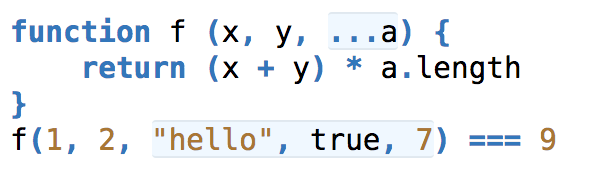 function f (x, y, ...a) {
    return (x + y) * a.length
}
f(1, 2, "hello", true, 7) === 9